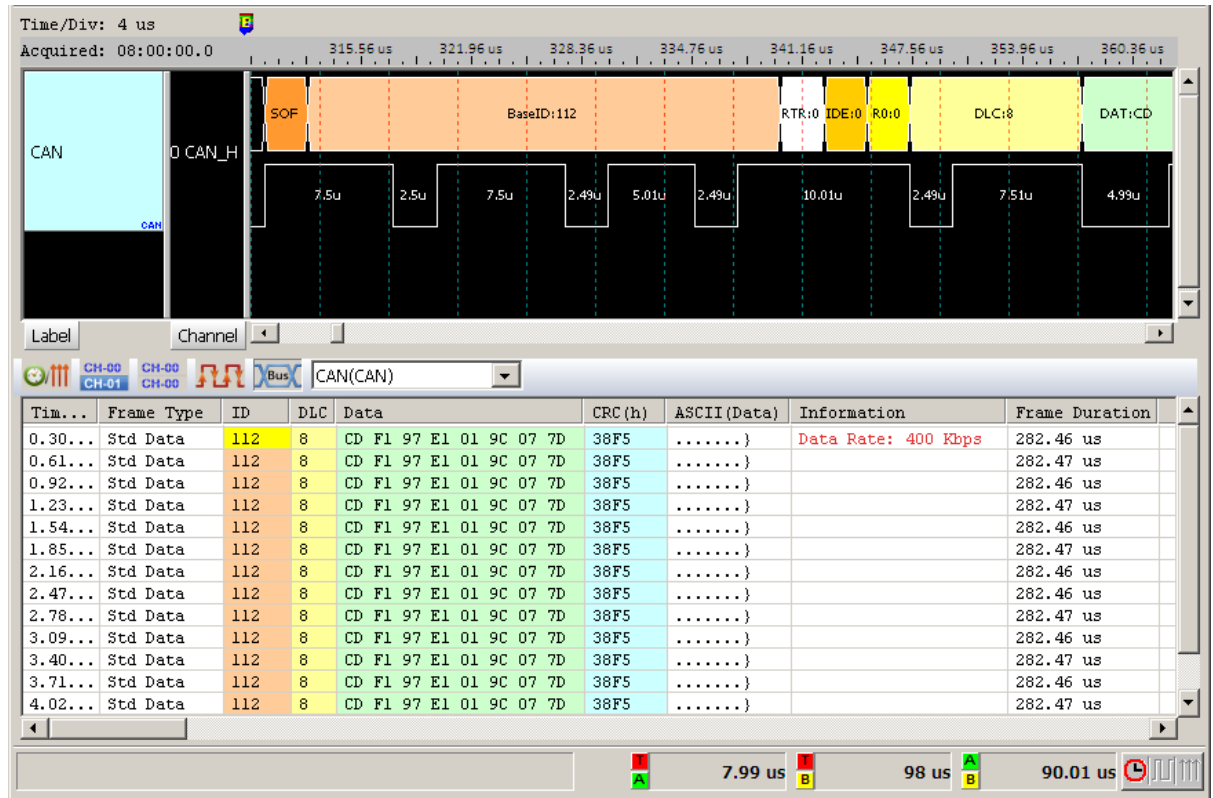 Time/Div: 4 us
Acquired: 08:00:00.0
315.56 us 321.96 us 328.36 us 334.76 us 341.16 us 347.56 us 353.96 us 360.36 us
SOF BaseID:112 RTR:0 IDE:0 R0:0 DLC:8 DAT:CD
CAN 0 CAN_H
7.5u 2.5u 7.5u 2.49u 5.01u 2.49u 10.01u 2.49u 7.51u 4.99u
CAN
Label Channel
CH-00 CH-00
CH-01 CH-00
Bus CAN(CAN)
Tim... Frame Type ID DLC Data CRC(h) ASCII(Data) Information Frame Duration
0.30... Std Data 112 8 CD F1 97 E1 01 9C 07 7D 38F5 .......} Data Rate: 400 Kbps 282.46 us
0.61... Std Data 112 8 CD F1 97 E1 01 9C 07 7D 38F5 .......} 282.47 us
0.92... Std Data 112 8 CD F1 97 E1 01 9C 07 7D 38F5 .......} 282.46 us
1.23... Std Data 112 8 CD F1 97 E1 01 9C 07 7D 38F5 .......} 282.47 us
1.54... Std Data 112 8 CD F1 97 E1 01 9C 07 7D 38F5 .......} 282.46 us
1.85... Std Data 112 8 CD F1 97 E1 01 9C 07 7D 38F5 .......} 282.47 us
2.16... Std Data 112 8 CD F1 97 E1 01 9C 07 7D 38F5 .......} 282.46 us
2.47... Std Data 112 8 CD F1 97 E1 01 9C 07 7D 38F5 .......} 282.47 us
2.78... Std Data 112 8 CD F1 97 E1 01 9C 07 7D 38F5 .......} 282.46 us
3.09... Std Data 112 8 CD F1 97 E1 01 9C 07 7D 38F5 .......} 282.46 us
3.40... Std Data 112 8 CD F1 97 E1 01 9C 07 7D 38F5 .......} 282.47 us
3.71... Std Data 112 8 CD F1 97 E1 01 9C 07 7D 38F5 .......} 282.46 us
4.02... Std Data 112 8 CD F1 97 E1 01 9C 07 7D 38F5 .......} 282.47 us
T A 7.99 us T B 98 us A B 90.01 us